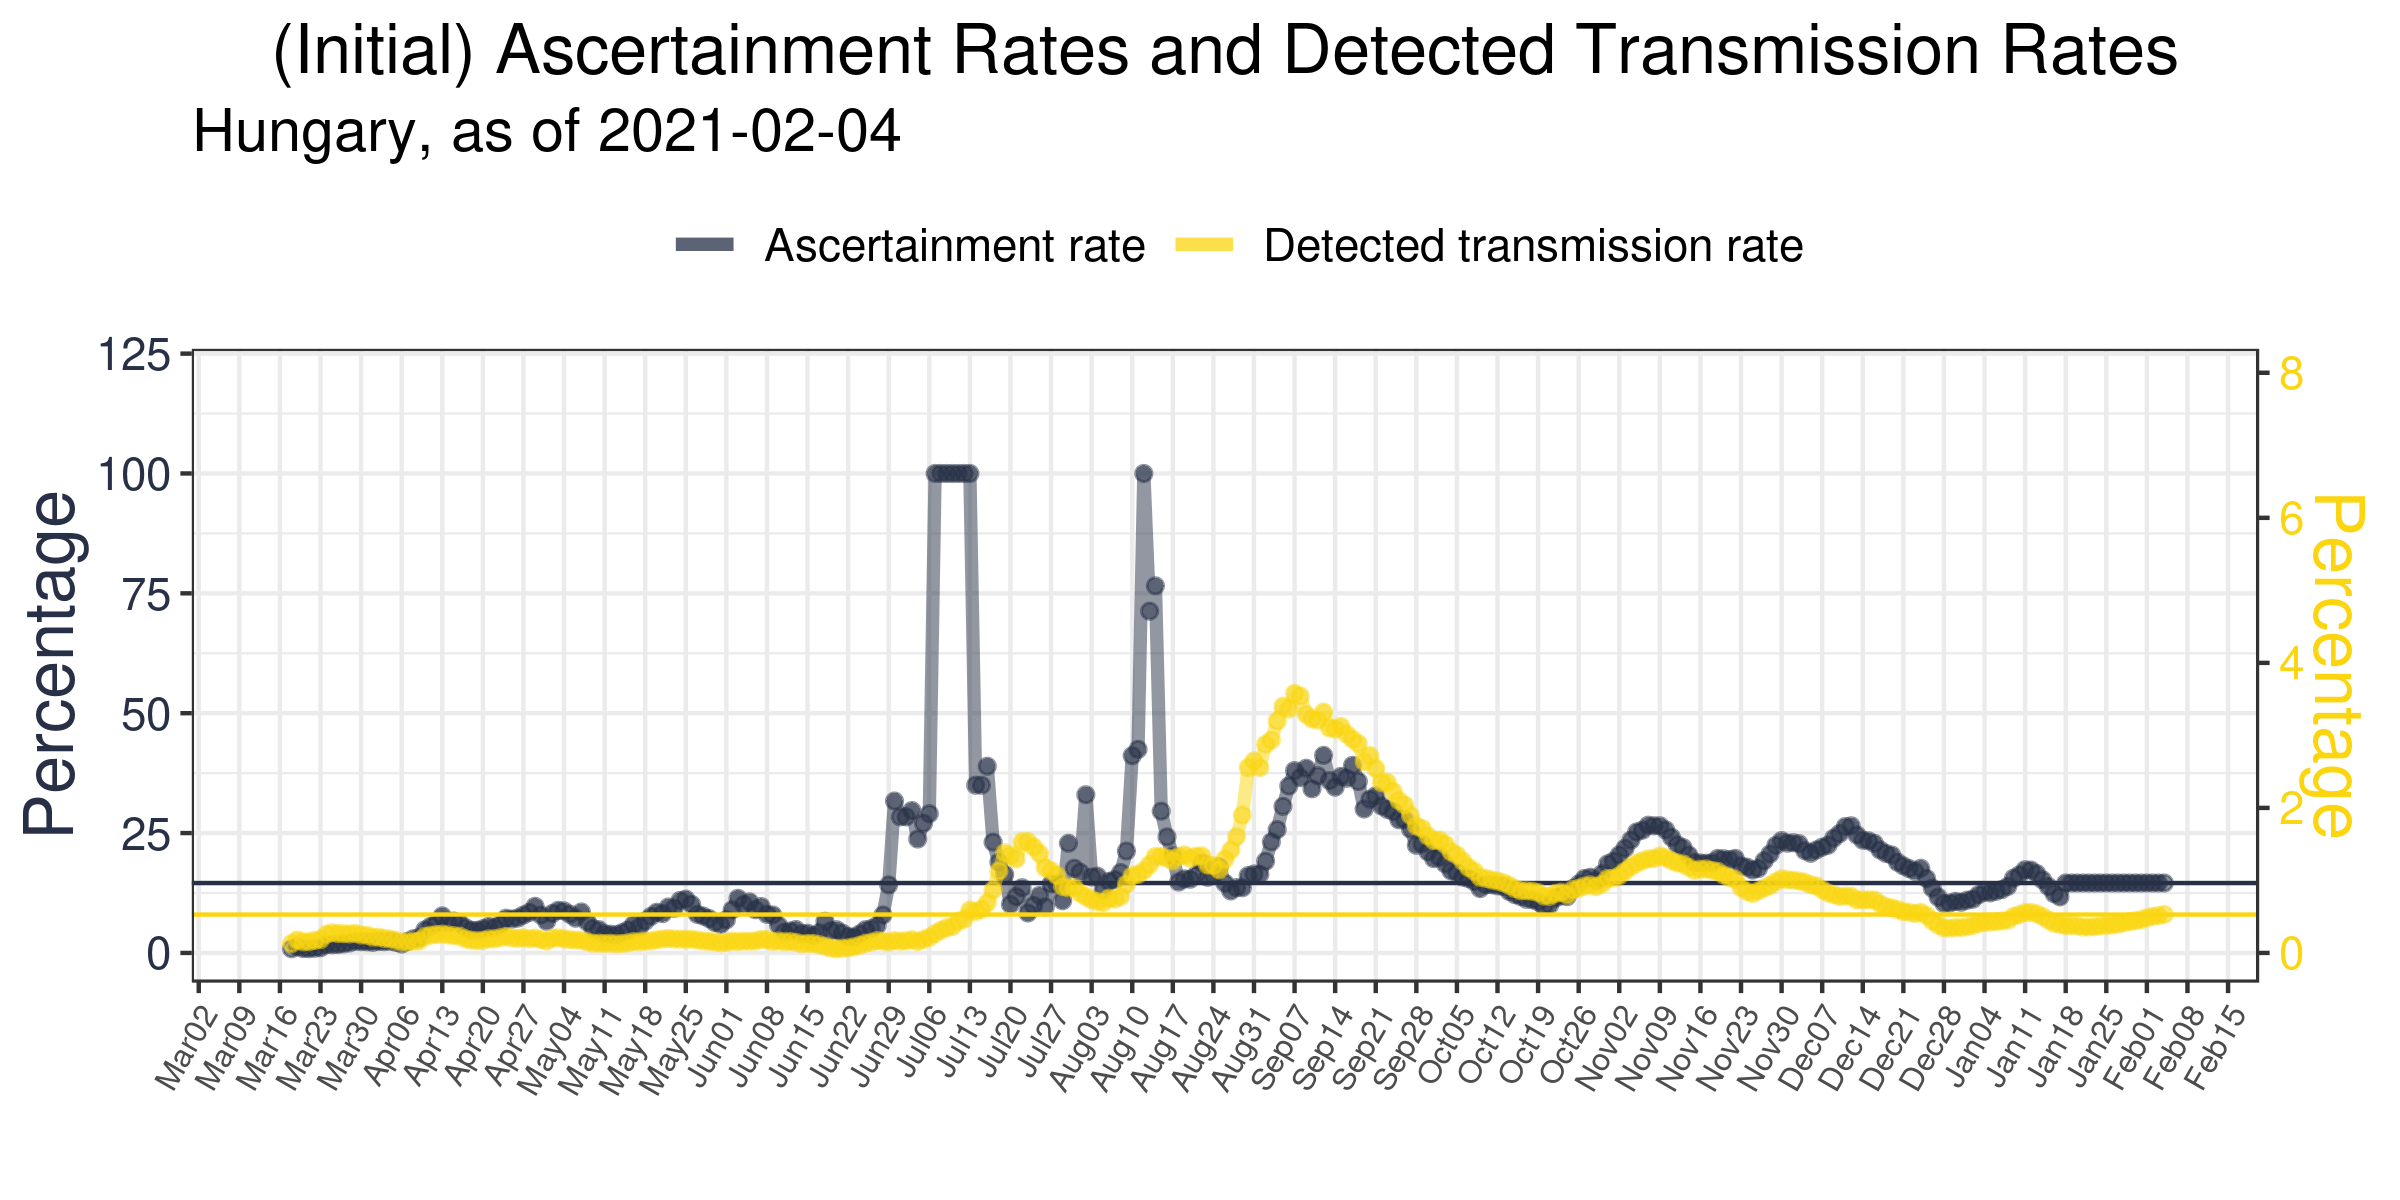 (Initial) Ascertainment Rates and Detected Transmission Rates
Hungary, as of 2021-02-04
Ascertainment rate Detected transmission rate
Percentage
125
100
75
50
25
0
8
6
4
2
0
Percentage
Mar02 Mar09 Mar16 Mar23 Mar30 Apr06 Apr13 Apr20 Apr27 May04 May11 May18 May25 Jun01 Jun08 Jun15 Jun22 Jun29 Jul06 Jul13 Jul20 Jul27 Aug03 Aug10 Aug17 Aug24 Aug31 Sep07 Sep14 Sep21 Sep28 Oct05 Oct12 Oct19 Oct26 Nov02 Nov09 Nov16 Nov23 Nov30 Dec07 Dec14 Dec21 Dec28 Jan04 Jan11 Jan18 Jan25 Feb01 Feb08 Feb15